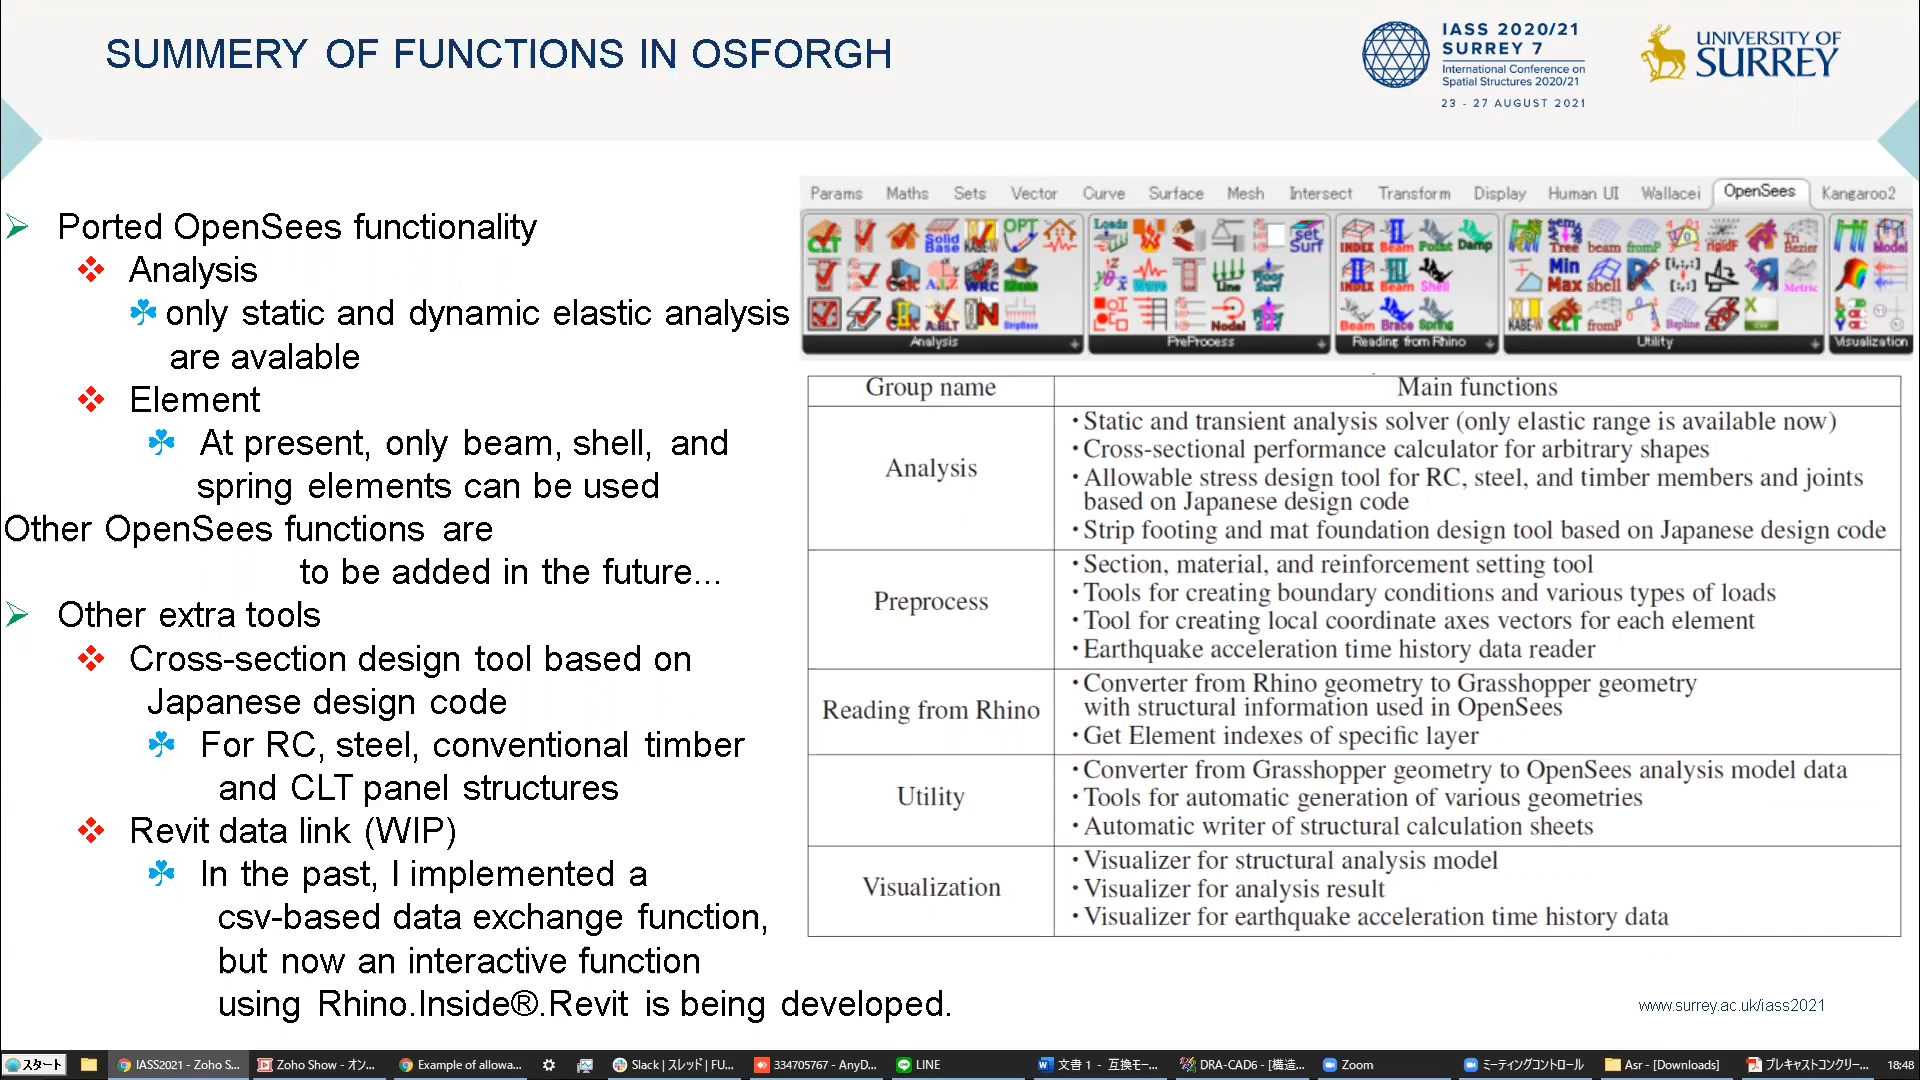 SUMMERY OF FUNCTIONS IN OSFORGH
IASS 2020/21
SURREY 7
International Conference on
Spatial Structures 2020/21
23 - 27 AUGUST 2021
UNIVERSITY OF
SURREY
Ported OpenSees functionality
Analysis
only static and dynamic elastic analysis
are avalable
Element
At present, only beam, shell, and
spring elements can be used
Other OpenSees functions are
to be added in the future...
Other extra tools
Cross-section design tool based on
Japanese design code
For RC, steel, conventional timber
and CLT panel structures
Revit data link (WIP)
In the past, I implemented a
csv-based data exchange function,
but now an interactive function
using Rhino.Inside®.Revit is being developed.
Params Maths Sets Vector Curve Surface Mesh Intersect Transform Display Human UI Wallacei OpenSees Kangaroo2
Analysis PreProcess Reading from Rhino Utility Visualization
Group name Main functions
Analysis
・Static and transient analysis solver (only elastic range is available now)
・Cross-sectional performance calculator for arbitrary shapes
・Allowable stress design tool for RC, steel, and timber members and joints
based on Japanese design code
・Strip footing and mat foundation design tool based on Japanese design code
Preprocess
・Section, material, and reinforcement setting tool
・Tools for creating boundary conditions and various types of loads
・Tool for creating local coordinate axes vectors for each element
・Earthquake acceleration time history data reader
Reading from Rhino
・Converter from Rhino geometry to Grasshopper geometry
with structural information used in OpenSees
・Get Element indexes of specific layer
Utility
・Converter from Grasshopper geometry to OpenSees analysis model data
・Tools for automatic generation of various geometries
・Automatic writer of structural calculation sheets
Visualization
・Visualizer for structural analysis model
・Visualizer for analysis result
・Visualizer for earthquake acceleration time history data
www.surrey.ac.uk/iass2021
スタート IASS2021 - Zoho S... Zoho Show - オン... Example of allowa... Slack | スレッド | FU... 334705767 - AnyD... LINE 文書 1 - 互換モー... DRA-CAD6 - [構造... Zoom ミーティングコントロール Asr - [Downloads] プレキャストコンクリー... 18:48